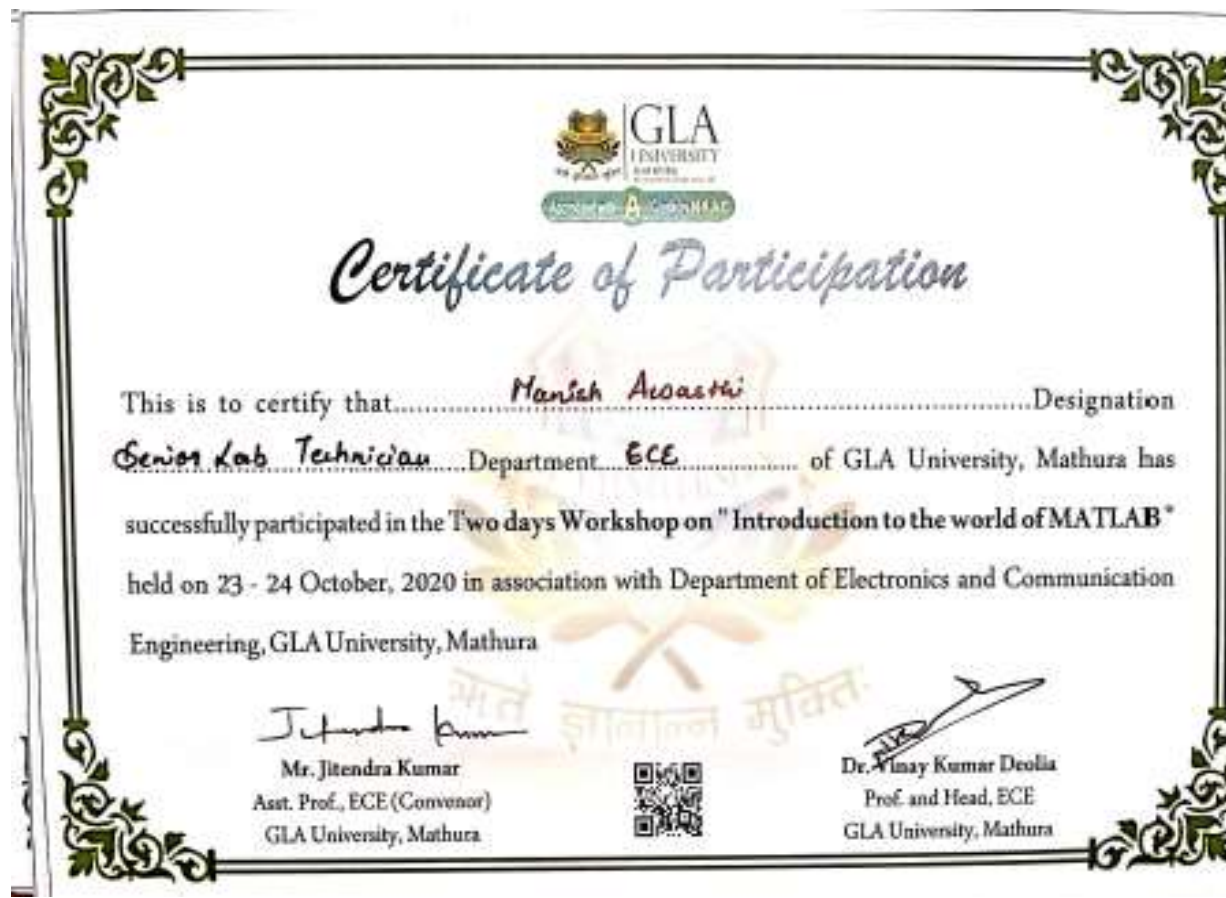 GLA
UNIVERSITY
A
Certificate of Participation
This is to certify that.....Manish Awasthi.....Designation
Senior Lab Technician Department ECE of GLA University, Mathura has
successfully participated in the Two days Workshop on "Introduction to the world of MATLAB"
held on 23 - 24 October, 2020 in association with Department of Electronics and Communication
Engineering, GLA University, Mathura
ऋते ज्ञानान्न मुक्तिः
Jitendra Kumar
Mr. Jitendra Kumar
Asst. Prof., ECE (Convenor)
GLA University, Mathura
Dr. Vinay Kumar Deolia
Prof. and Head, ECE
GLA University, Mathura